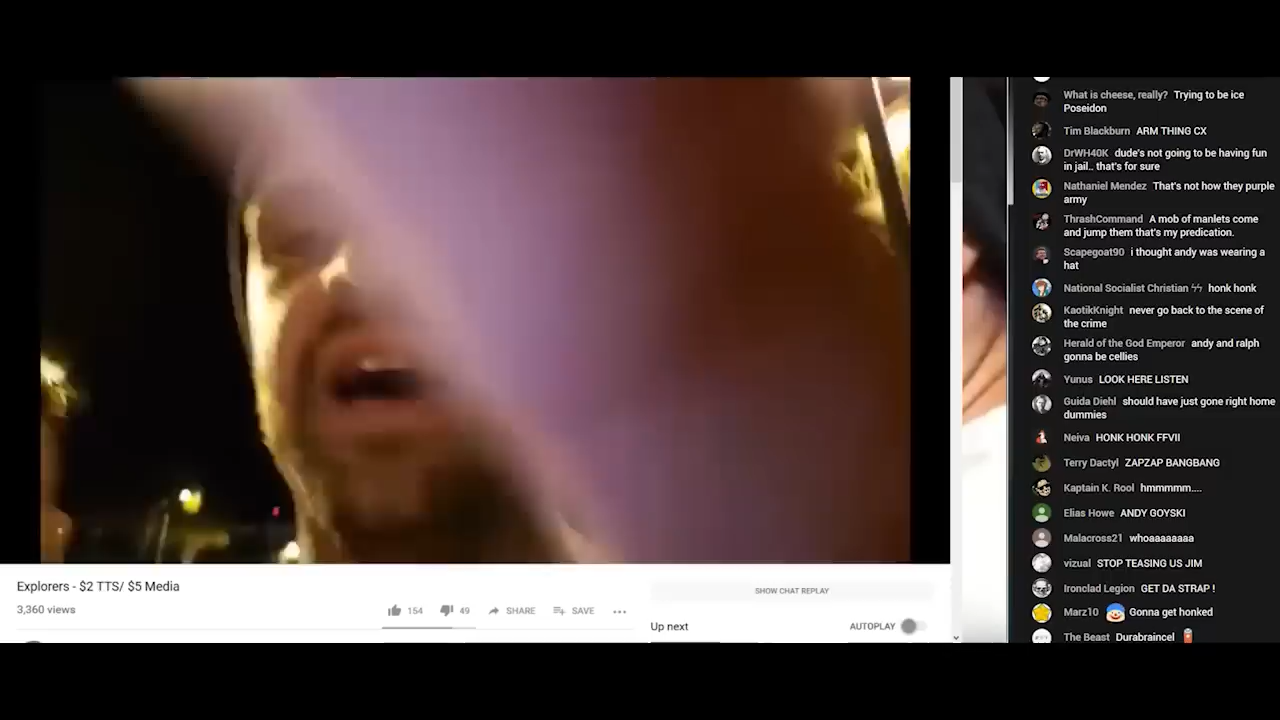 What is cheese, really? Trying to be ice
Poseidon
Tim Blackburn ARM THING CX
DrWH40K dude's not going to be having fun
in jail.. that's for sure
Nathaniel Mendez That's not how they purple
army
ThrashCommand A mob of manlets come
and jump them that's my predication.
Scapegoat90 i thought andy was wearing a
hat
National Socialist Christian ϟϟ honk honk
KaotikKnight never go back to the scene of
the crime
Herald of the God Emperor andy and ralph
gonna be cellies
Yunus LOOK HERE LISTEN
Guida Diehl should have just gone right home
dummies
Neiva HONK HONK FFVII
Terry Dactyl ZAPZAP BANGBANG
Kaptain K. Rool hmmmmm....
Elias Howe ANDY GOYSKI
Malacross21 whoaaaaaaaa
vizual STOP TEASING US JIM
Ironclad Legion GET DA STRAP !
Marz10 🤡 Gonna get honked
The Beast Durabraincel
Explorers - $2 TTS/ $5 Media
3,360 views
154 49 SHARE SAVE
SHOW CHAT REPLAY
Up next AUTOPLAY